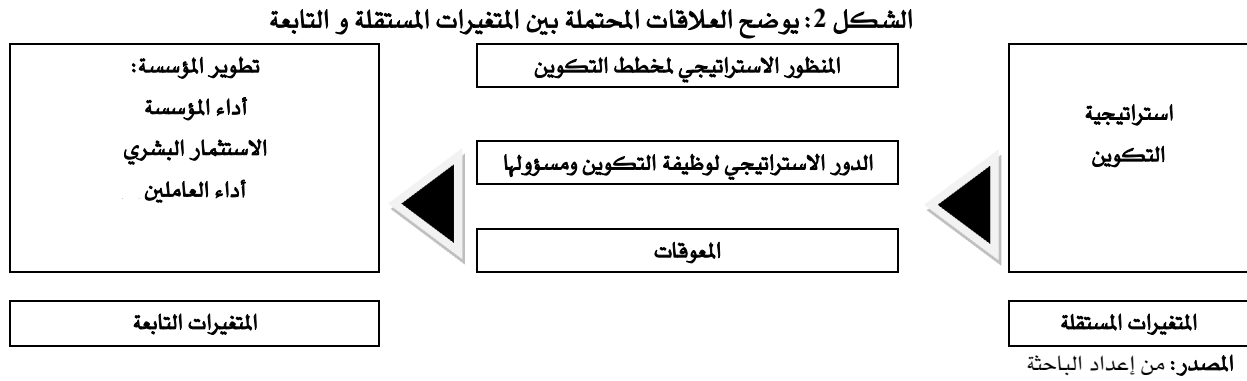 الشكل 2: يوضح العلاقات المحتملة بين المتغيرات المستقلة و التابعة
استراتيجية
التكوين
المنظور الاستراتيجي لمخطط التكوين
الدور الاستراتيجي لوظيفة التكوين ومسؤولها
المعوقات
تطوير المؤسسة:
أداء المؤسسة
الاستثمار البشري
أداء العاملين
المتغيرات المستقلة
المتغيرات التابعة
المصدر: من إعداد الباحثة